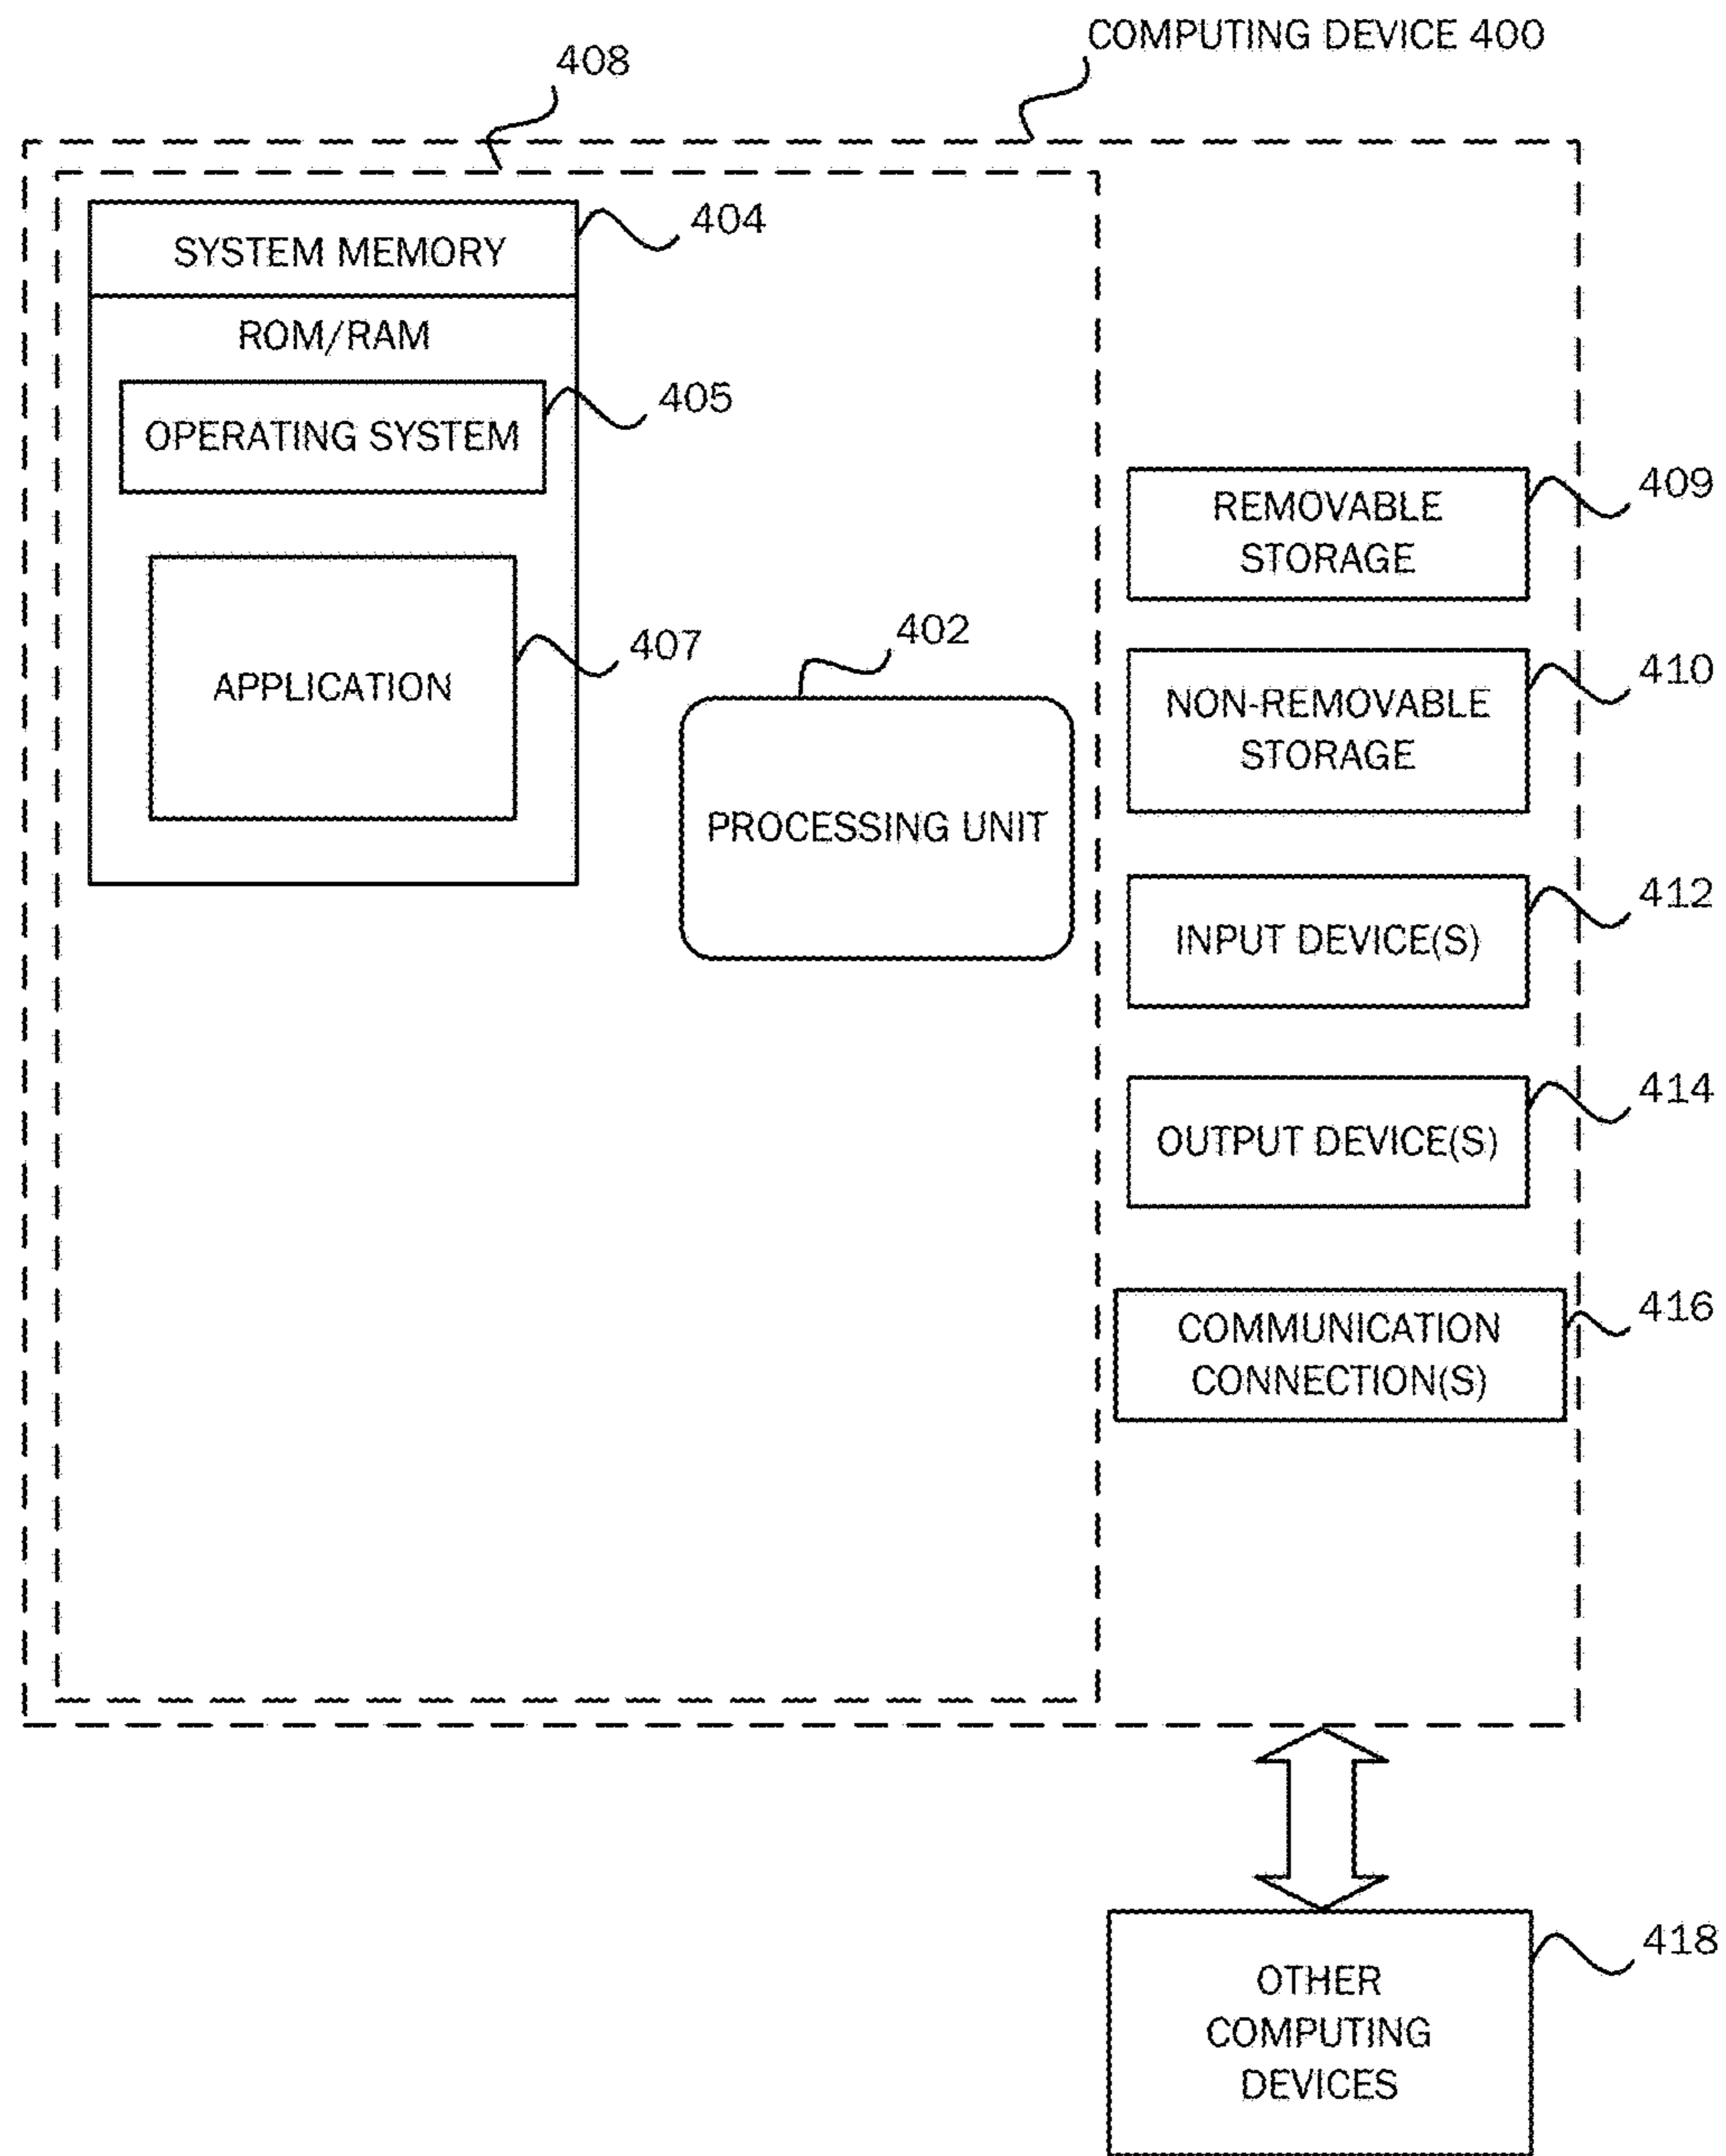 COMPUTING DEVICE 400
408
SYSTEM MEMORY
404
ROM/RAM
OPERATING SYSTEM
405
APPLICATION
407
402
PROCESSING UNIT
REMOVABLE
STORAGE
409
NON-REMOVABLE
STORAGE
410
INPUT DEVICE(S)
412
OUTPUT DEVICE(S)
414
COMMUNICATION
CONNECTION(S)
416
OTHER
COMPUTING
DEVICES
418